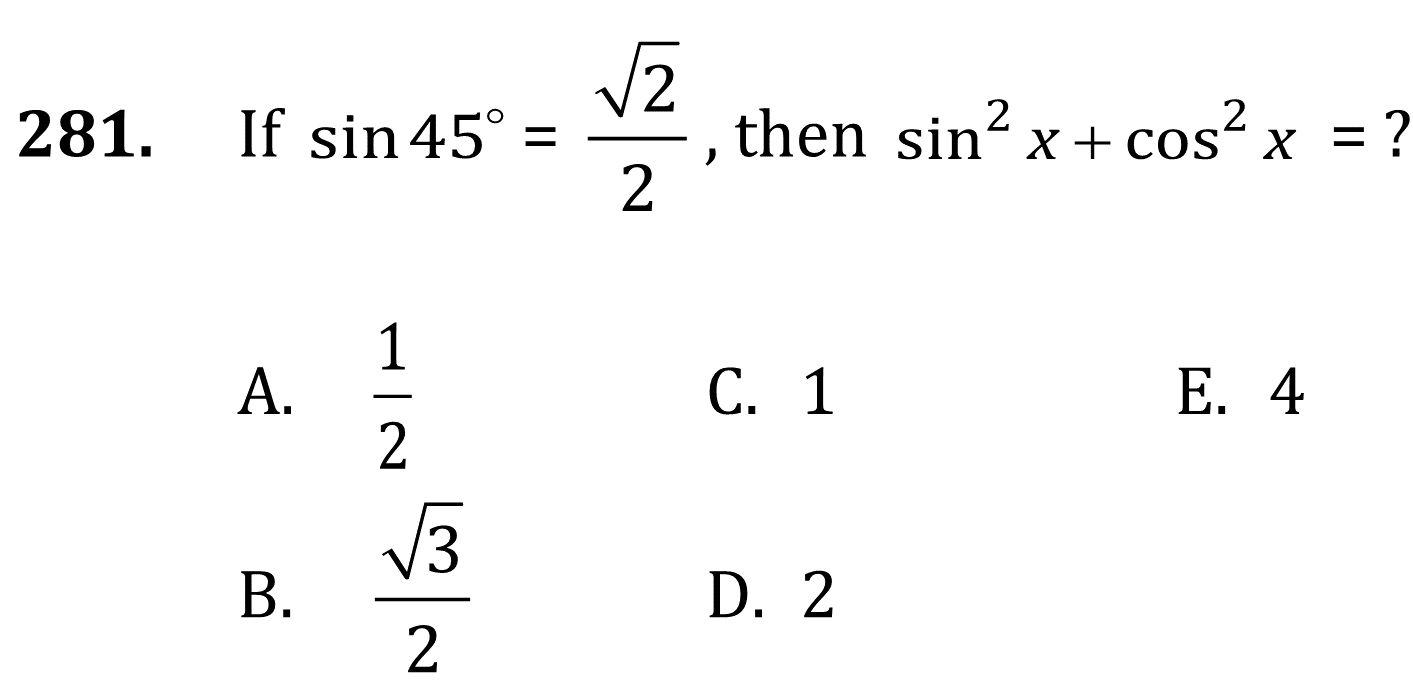 281. If sin 45° = √2/2, then sin² x + cos² x = ?
A. 1/2
C. 1
E. 4
B. √3/2
D. 2